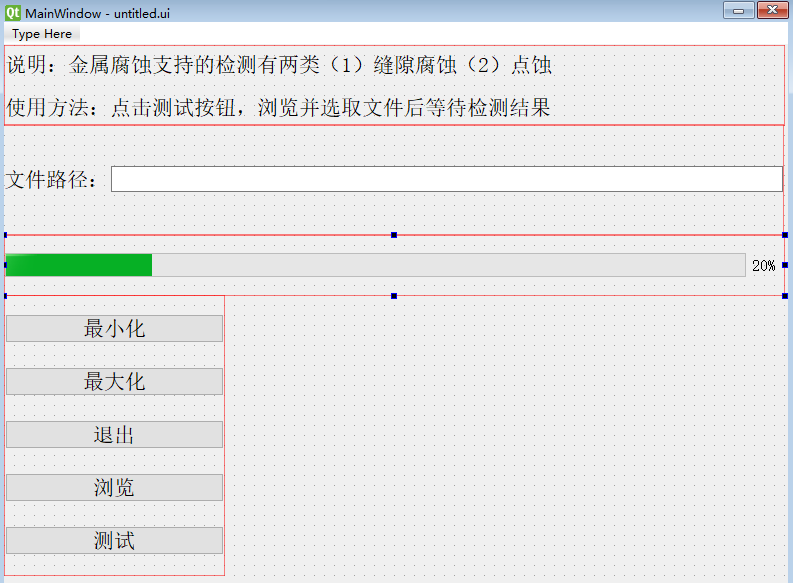 Qt MainWindow - untitled.ui
Type Here
说明：金属腐蚀支持的检测有两类（1）缝隙腐蚀（2）点蚀
使用方法：点击测试按钮，浏览并选取文件后等待检测结果
文件路径：
20%
最小化
最大化
退出
浏览
测试